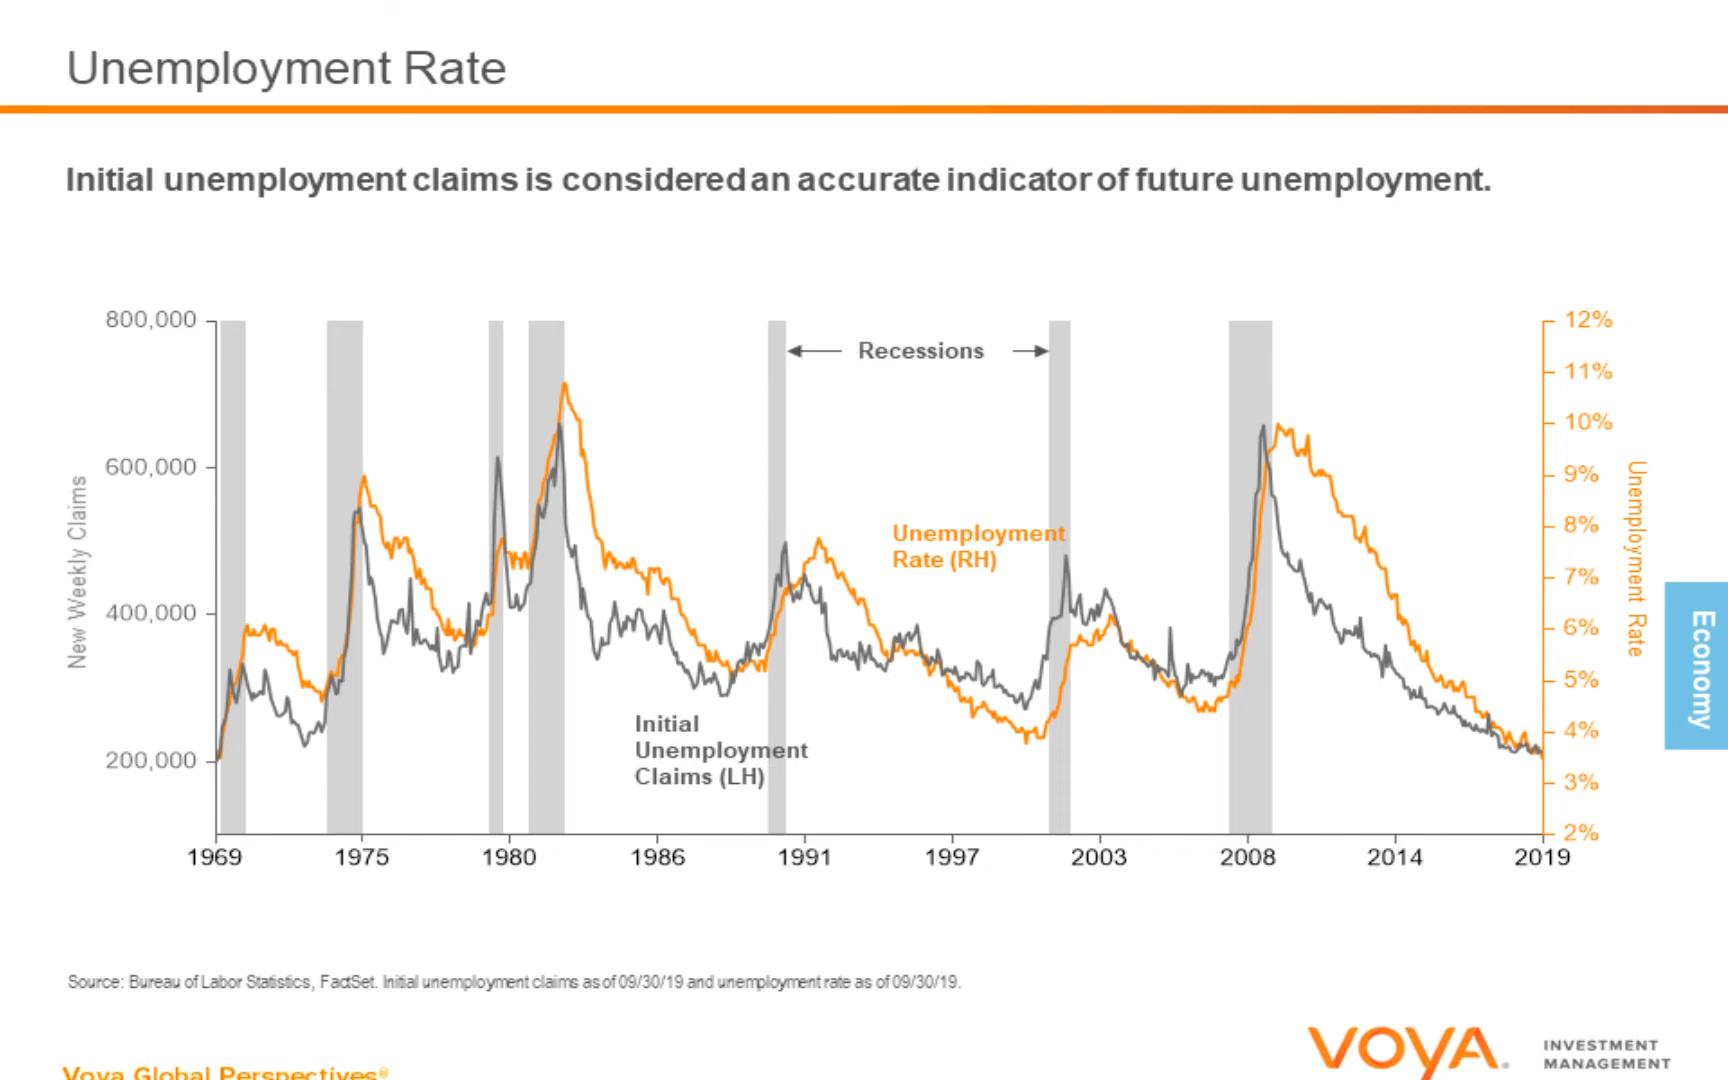 Unemployment Rate
Initial unemployment claims is considered an accurate indicator of future unemployment.
800,000
600,000
400,000
200,000
New Weekly Claims
Recessions
Unemployment
Rate (RH)
Initial
Unemployment
Claims (LH)
12%
11%
10%
9%
8%
7%
6%
5%
4%
3%
2%
Unemployment Rate
Economy
1969 1975 1980 1986 1991 1997 2003 2008 2014 2019
Source: Bureau of Labor Statistics, FactSet. Initial unemployment claims as of 09/30/19 and unemployment rate as of 09/30/19.
Voya Global Perspectives®
VOYA®
INVESTMENT
MANAGEMENT